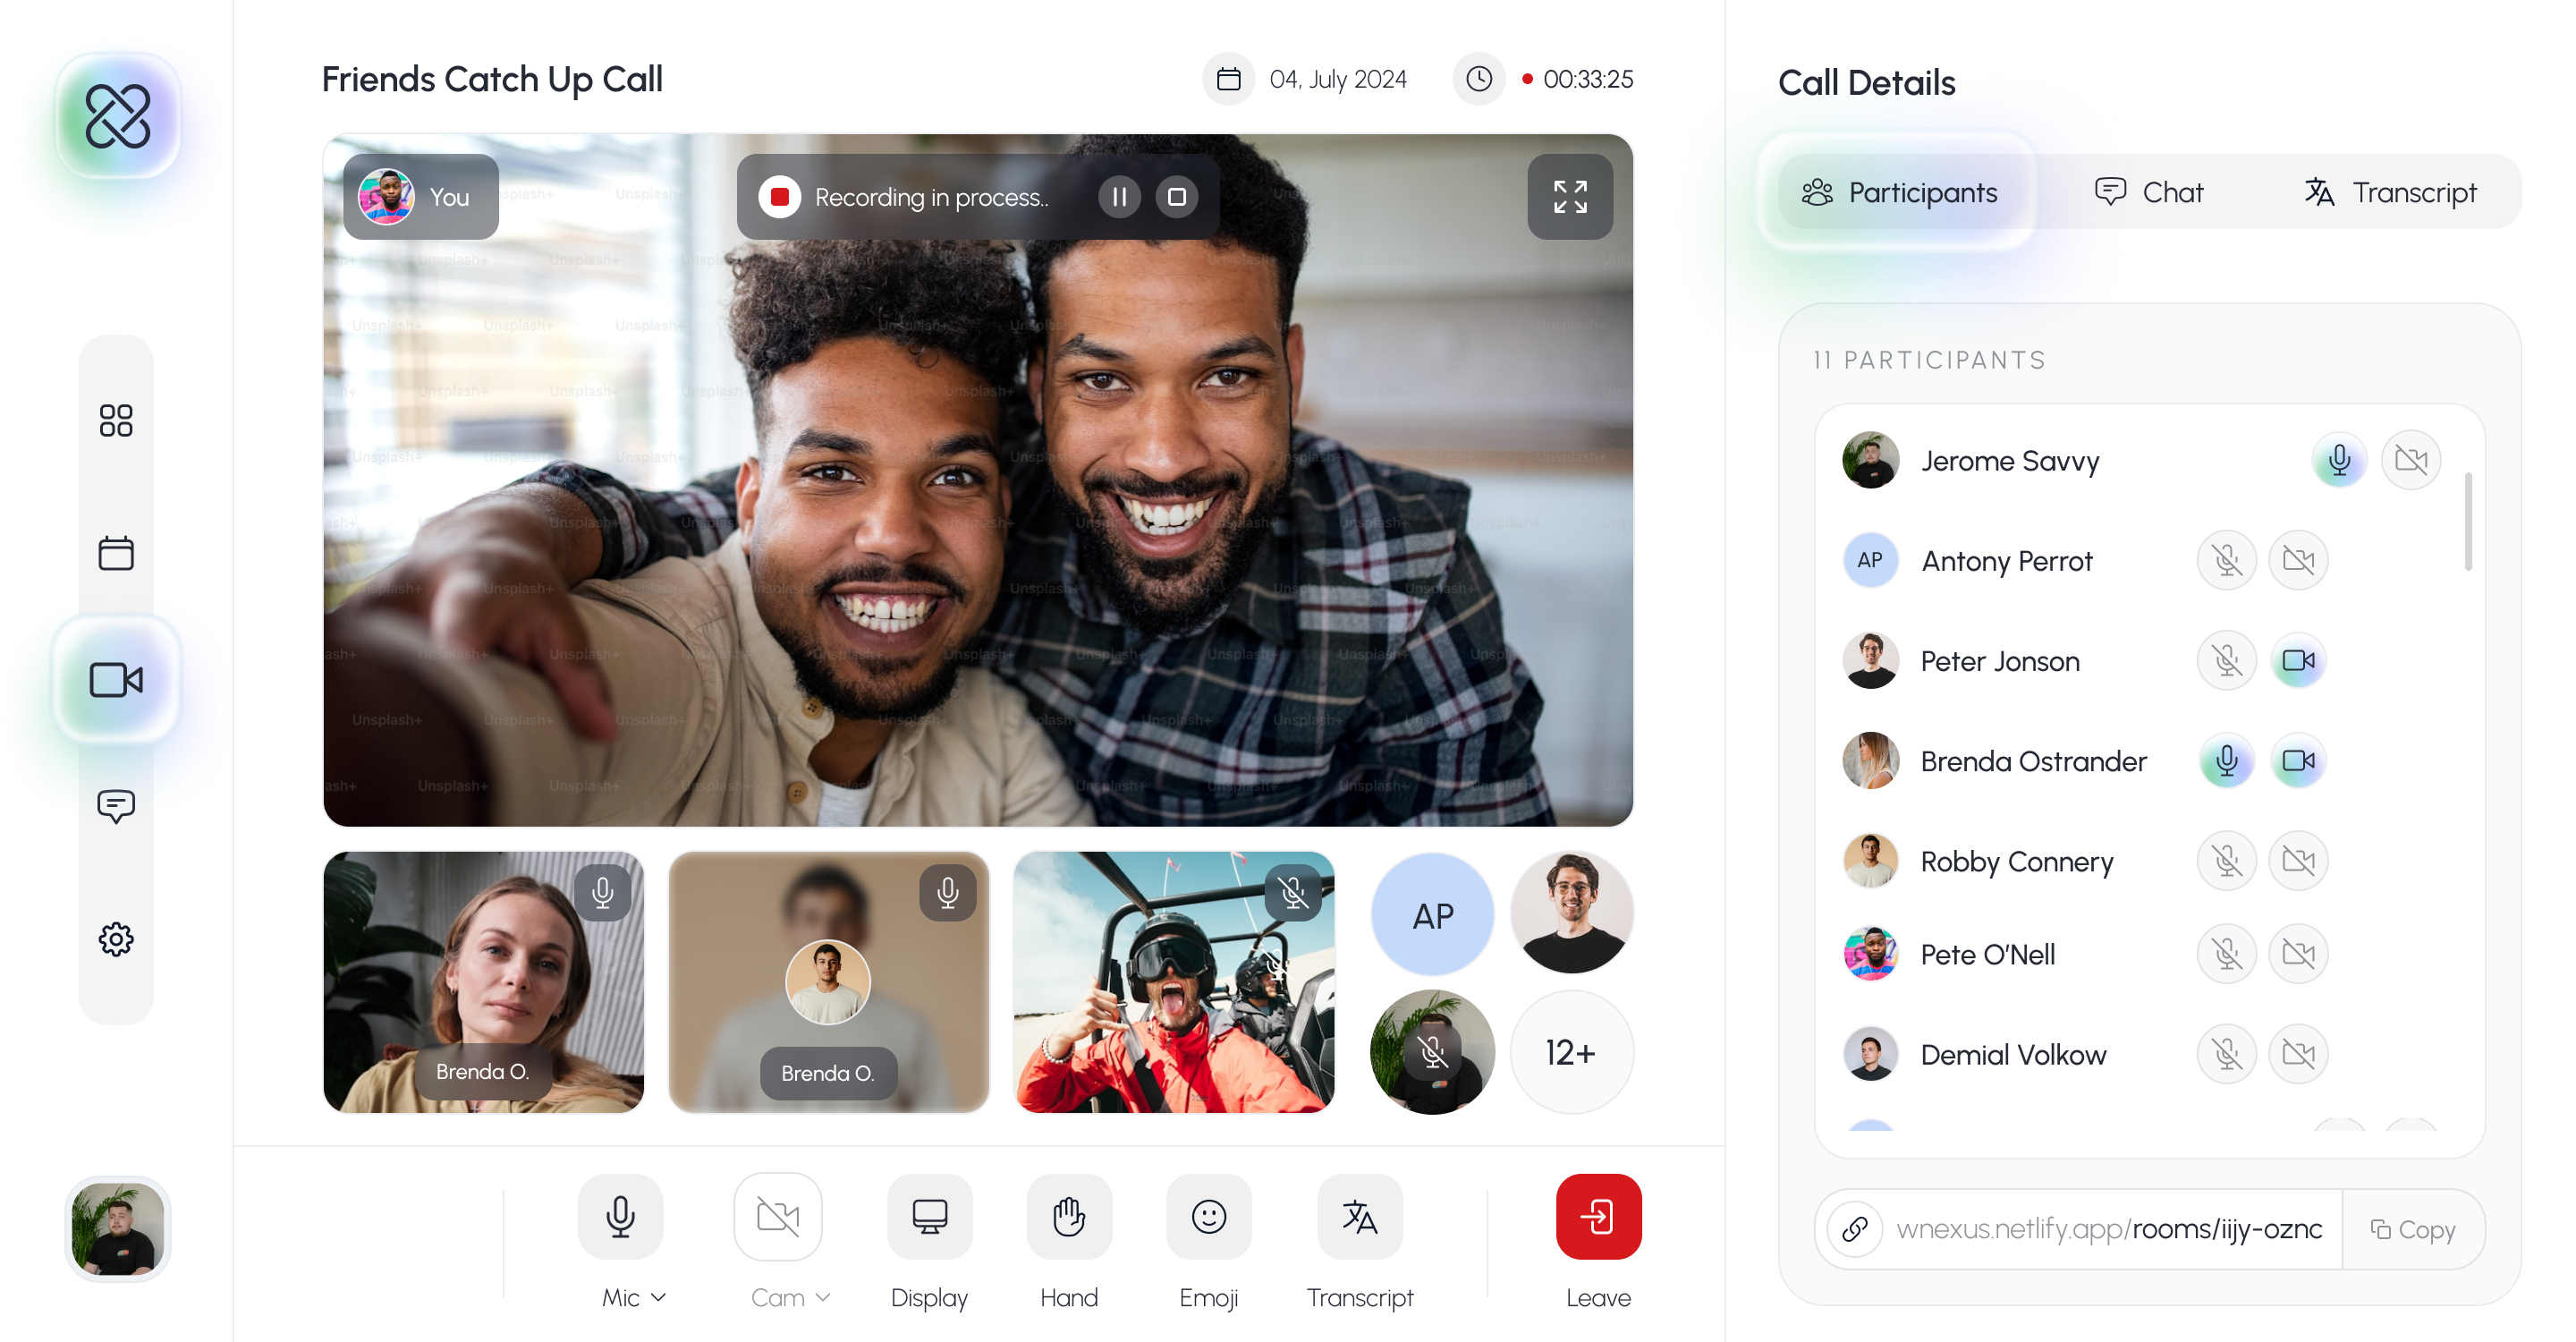 Friends Catch Up Call
04, July 2024
00:33:25
You
Recording in process..
Unsplash+
Brenda O.
Brenda O.
AP
12+
Mic
Cam
Display
Hand
Emoji
Transcript
Leave
Call Details
Participants
Chat
Transcript
11 PARTICIPANTS
Jerome Savvy
AP
Antony Perrot
Peter Jonson
Brenda Ostrander
Robby Connery
Pete O'Nell
Demial Volkow
wnexus.netlify.app/rooms/iijy-oznc
Copy